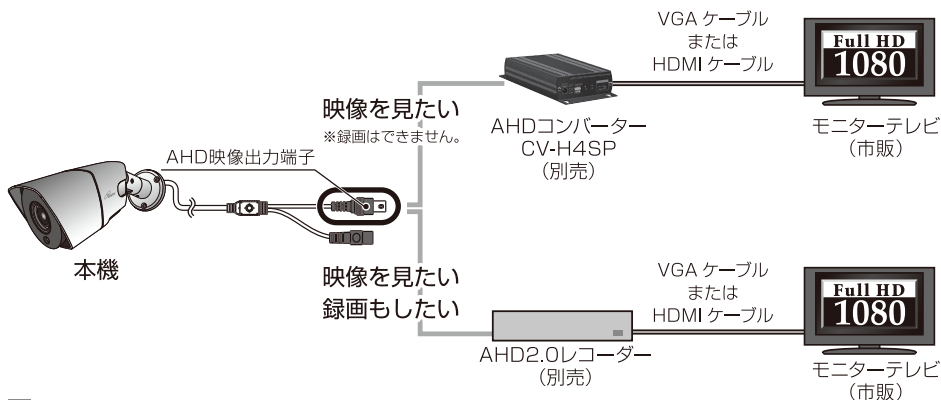 VGA ケーブル
または
HDMI ケーブル
Full HD
1080
映像を見たい
※録画はできません。
AHDコンバーター
CV-H4SP
（別売）
モニターテレビ
（市販）
AHD映像出力端子
本機
映像を見たい
録画もしたい
VGA ケーブル
または
HDMI ケーブル
Full HD
1080
AHD2.0レコーダー
（別売）
モニターテレビ
（市販）